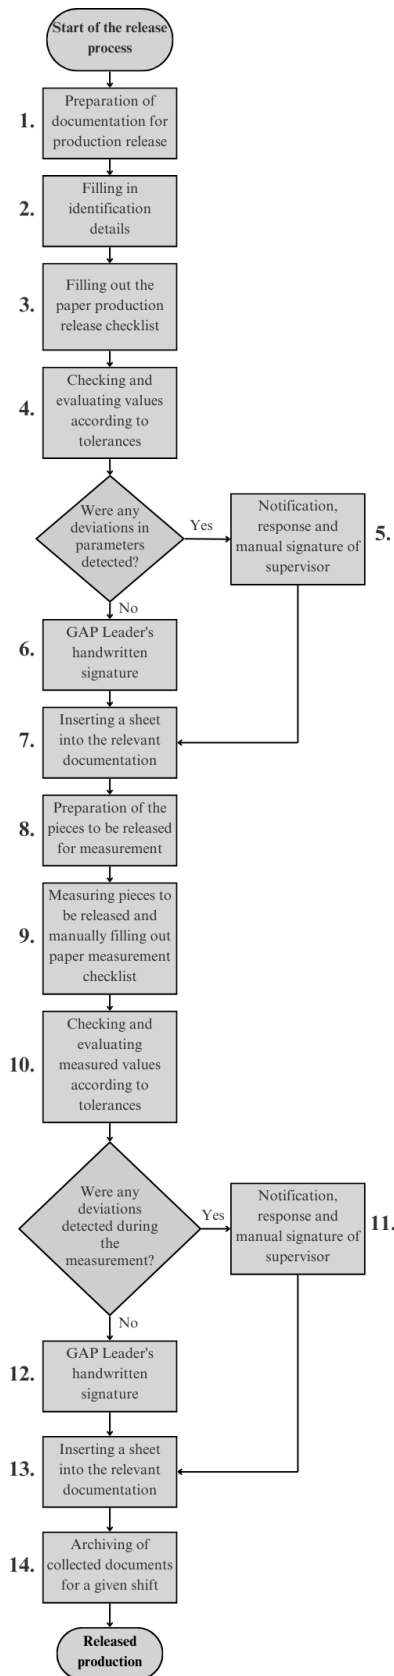 Start of the release
process
1.
Preparation of
documentation for
production release
2.
Filling in
identification
details
3.
Filling out the
paper production
release checklist
4.
Checking and
evaluating values
according to
tolerances
Were any
deviations in
parameters
detected?
Yes
Notification,
response and
manual signature of
supervisor
5.
No
6.
GAP Leader's
handwritten
signature
7.
Inserting a sheet
into the relevant
documentation
8.
Preparation of the
pieces to be released
for measurement
9.
Measuring pieces to
be released and
manually filling out
paper measurement
checklist
10.
Checking and
evaluating
measured values
according to
tolerances
Were any
deviations
detected during
the
measurement?
Yes
Notification,
response and
manual signature of
supervisor
11.
No
12.
GAP Leader's
handwritten
signature
13.
Inserting a sheet
into the relevant
documentation
14.
Archiving of
collected documents
for a given shift
Released
production